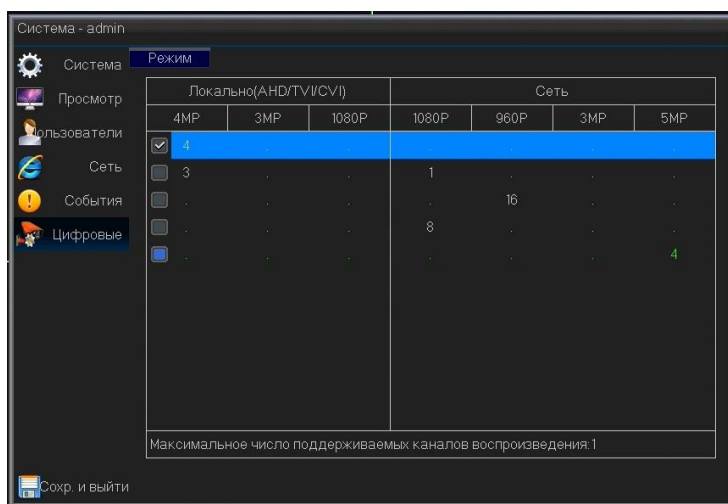 Система - admin
Система
Режим
Просмотр
ользователи
Сеть
События
Цифровые
Локально(AHD/TVI/CVI) Сеть
4MP 3MP 1080P 1080P 960P 3MP 5MP
4 . . . . . .
3 . . 1 . . .
. . . . 16 . .
. . . 8 . . .
. . . . . . 4
Максимальное число поддерживаемых каналов воспроизведения:1
Сохр. и выйти